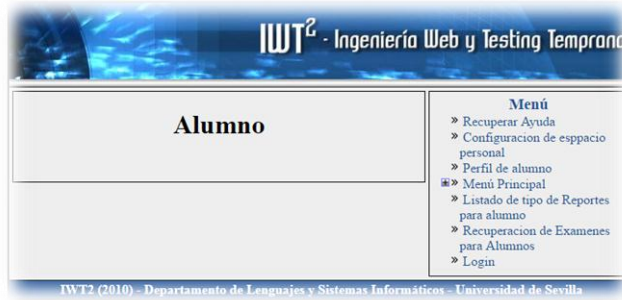 IWT² - Ingeniería Web y Testing Temprano
Alumno
Menú
» Recuperar Ayuda
» Configuracion de esppacio
personal
» Perfil de alumno
» Menú Principal
» Listado de tipo de Reportes
para alumno
» Recuperacion de Examenes
para Alumnos
» Login
IWT2 (2010) - Departamento de Lenguajes y Sistemas Informáticos - Universidad de Sevilla